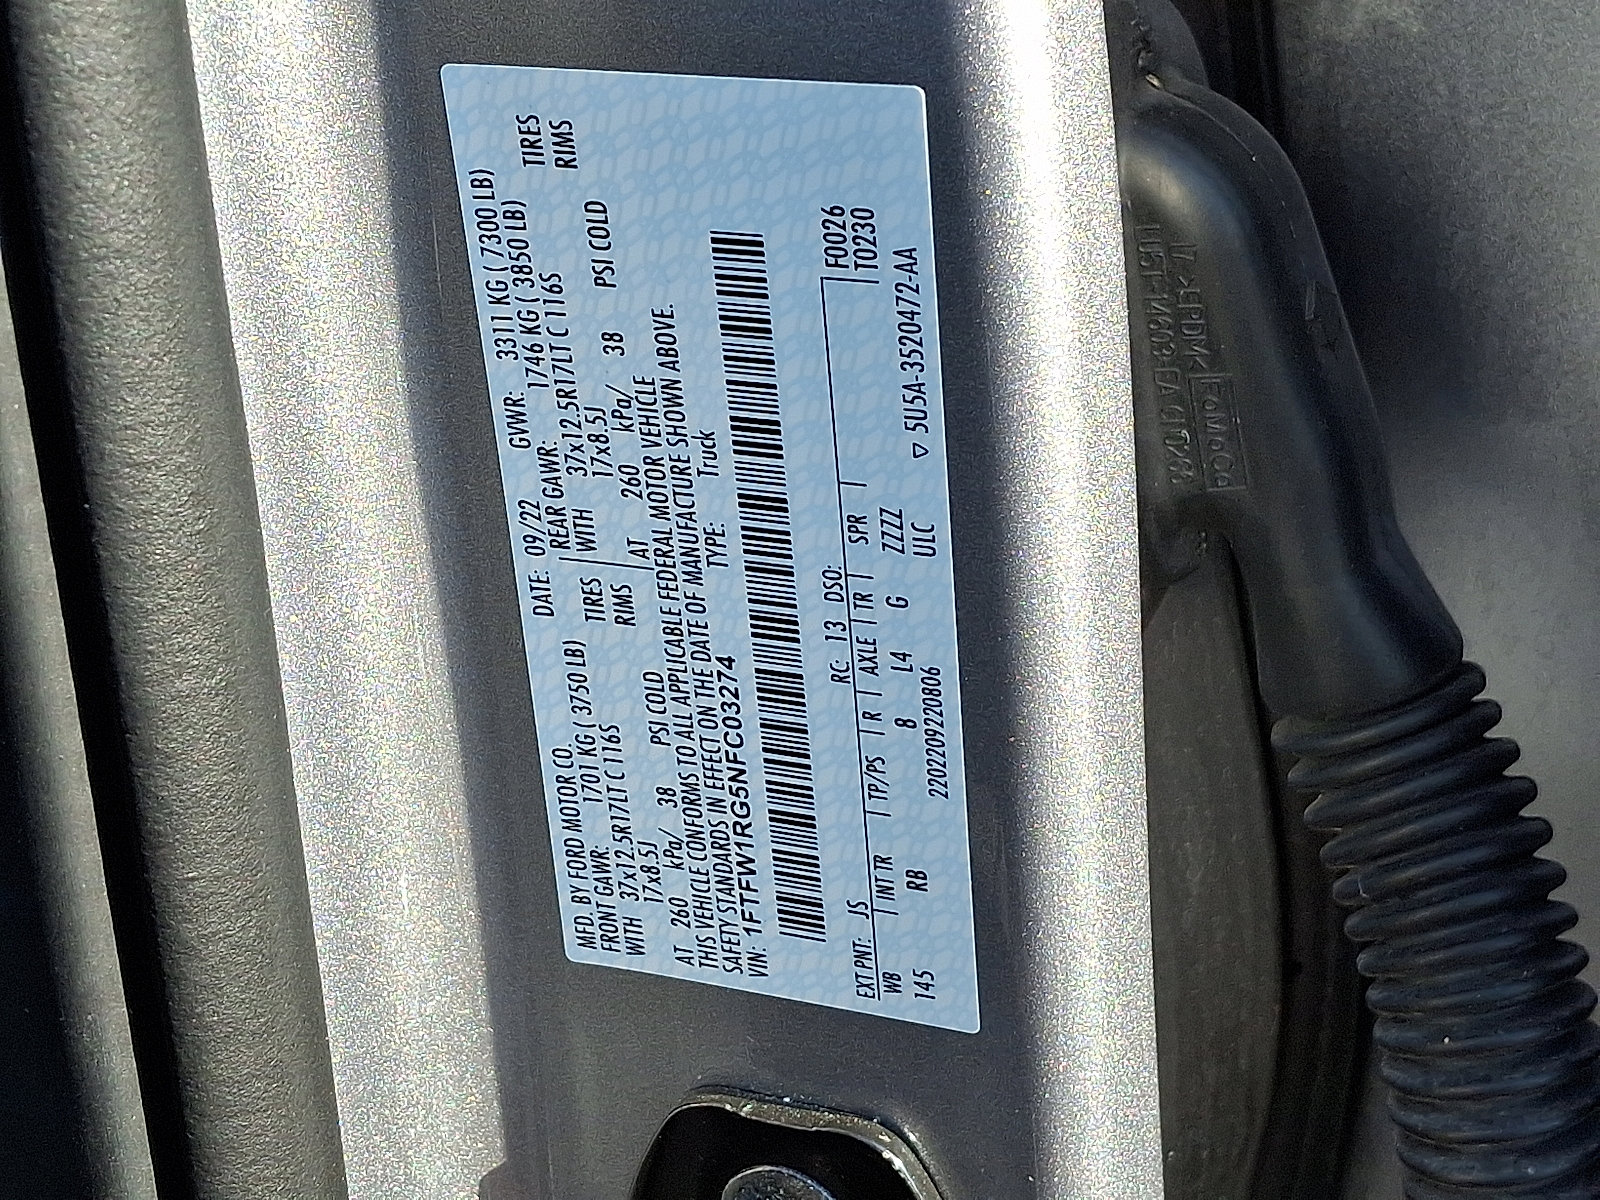 MFD. BY FORD MOTOR CO.
DATE: 09/22 GVWR: 3311 KG ( 7300 LB)
FRONT GAWR: 1701 KG ( 3750 LB)
REAR GAWR: 1746 KG ( 3850 LB)
WITH 37x12.5R17LT C 116S TIRES
WITH 37x12.5R17LT C 116S TIRES
17x8.5J RIMS
17x8.5J RIMS
AT 260 kPa/ 38 PSI COLD
AT 260 kPa/ 38 PSI COLD
THIS VEHICLE CONFORMS TO ALL APPLICABLE FEDERAL MOTOR VEHICLE
SAFETY STANDARDS IN EFFECT ON THE DATE OF MANUFACTURE SHOWN ABOVE.
VIN: 1FTFW1RG5NFC03274 TYPE: Truck
F0026
T0230
EXT PNT: JS RC: 13 DSO:
WB INT TR TP/PS R AXLE TR SPR
145 RB 8 L4 G ZZZZ
22022092220806 ULC ▽ 5U5A-3520472-AA
>EPDM<
FoMoCo